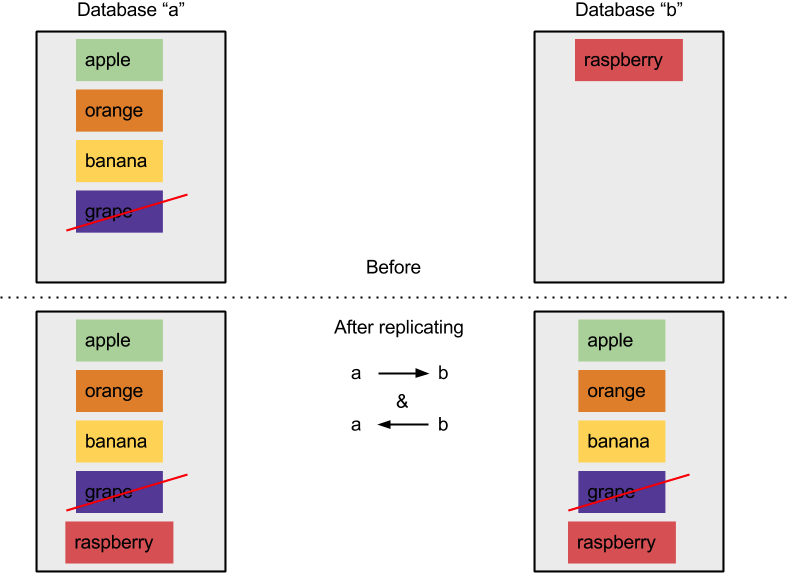 Database “a”
Database “b”
apple
orange
banana
grape
raspberry
Before
After replicating
a b
&
a b
apple
orange
banana
grape
raspberry
apple
orange
banana
grape
raspberry